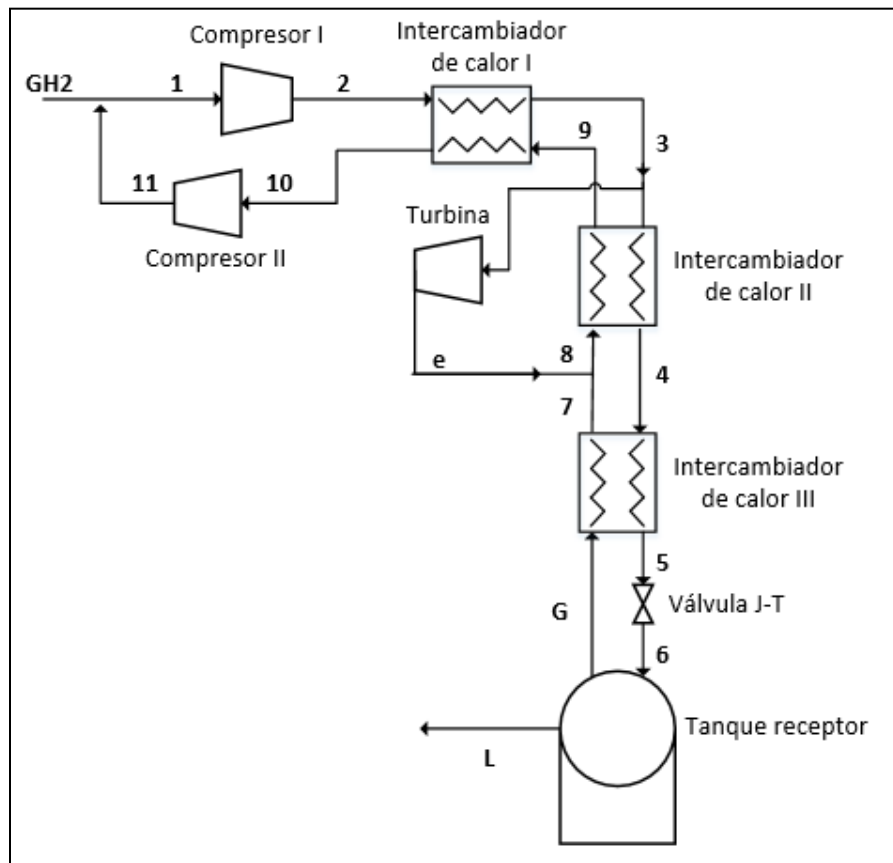 Compresor I
Intercambiador
de calor I
GH2
1
2
9
3
11
10
Compresor II
Turbina
Intercambiador
de calor II
e
8
4
7
Intercambiador
de calor III
5
G
Válvula J-T
6
Tanque receptor
L